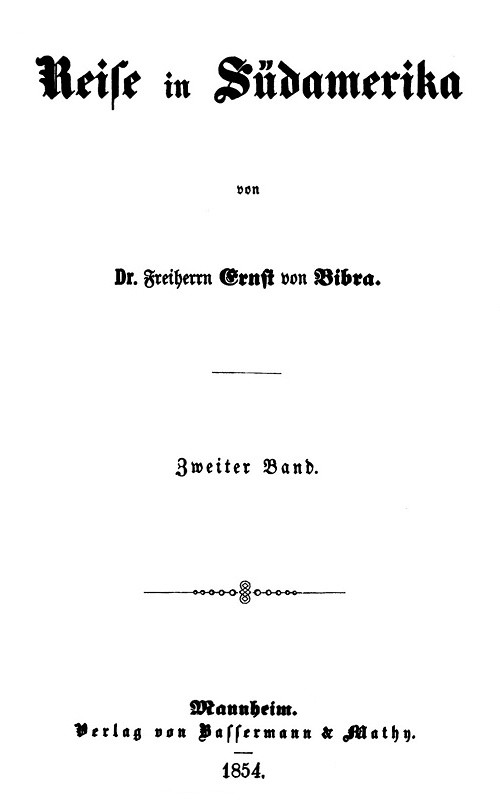 Reiſe in Südamerika
von
Dr. Freiherrn Ernſt von Bibra.
Zweiter Band.
Mannheim.
Verlag von Baſſermann & Mathy.
1854.